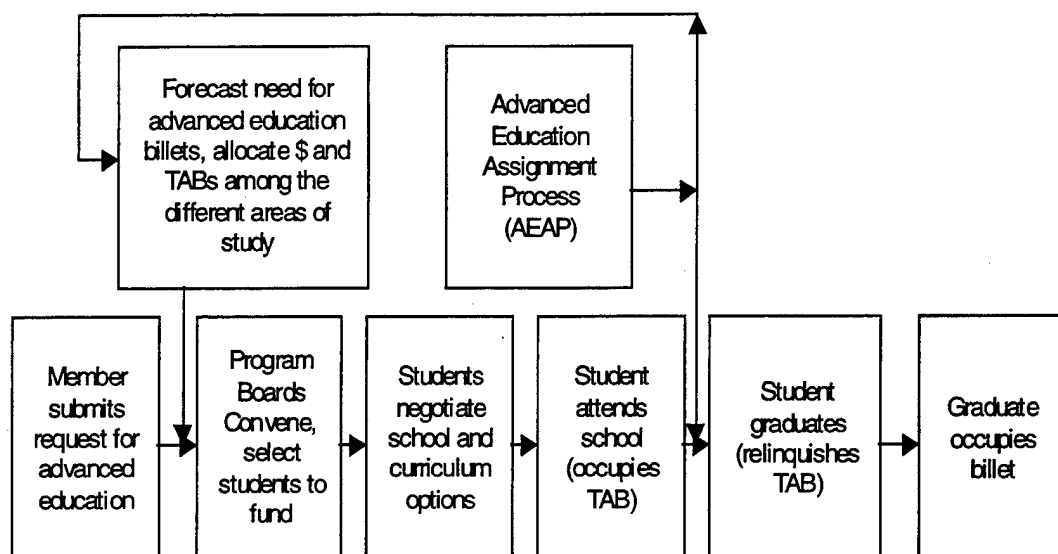 Forecast need for
advanced education
billets, allocate $ and
TABs among the
different areas of
study
Advanced
Education
Assignment
Process
(AEAP)
Member
submits
request for
advanced
education
Program
Boards
Convene,
select
students to
fund
Students
negotiate
school and
curriculum
options
Student
attends
school
(occupies
TAB)
Student
graduates
(relinquishes
TAB)
Graduate
occupies
billet